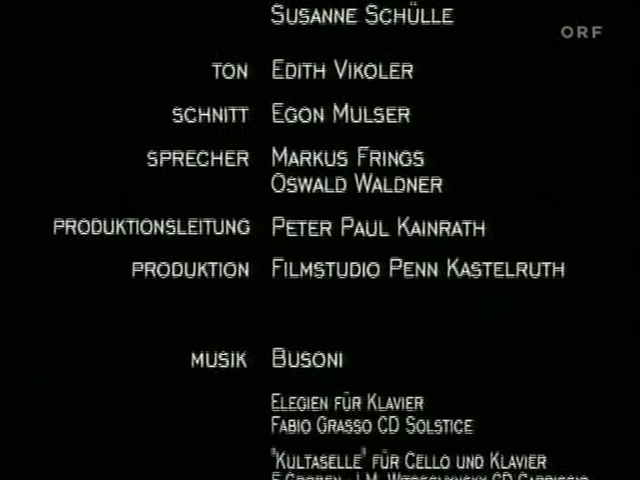 Susanne Schülle
ORF
TON Edith Vikoler
SCHNITT Egon Mulser
SPRECHER Markus Frings
Oswald Waldner
PRODUKTIONSLEITUNG Peter Paul Kainrath
PRODUKTION Filmstudio Penn Kastelruth
MUSIK Busoni
Elegien für Klavier
Fabio Grasso CD Solstice
"Kultaselle" für Cello und Klavier